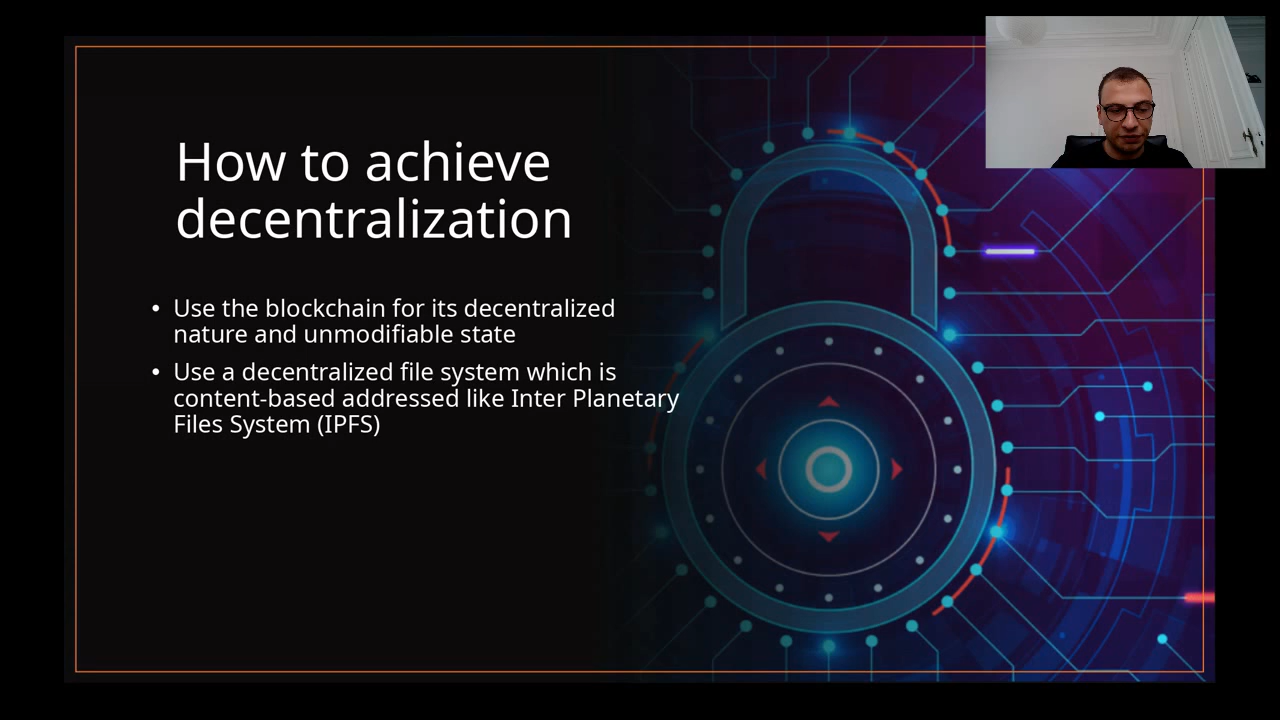 How to achieve
decentralization
• Use the blockchain for its decentralized
nature and unmodifiable state
• Use a decentralized file system which is
content-based addressed like Inter Planetary
Files System (IPFS)